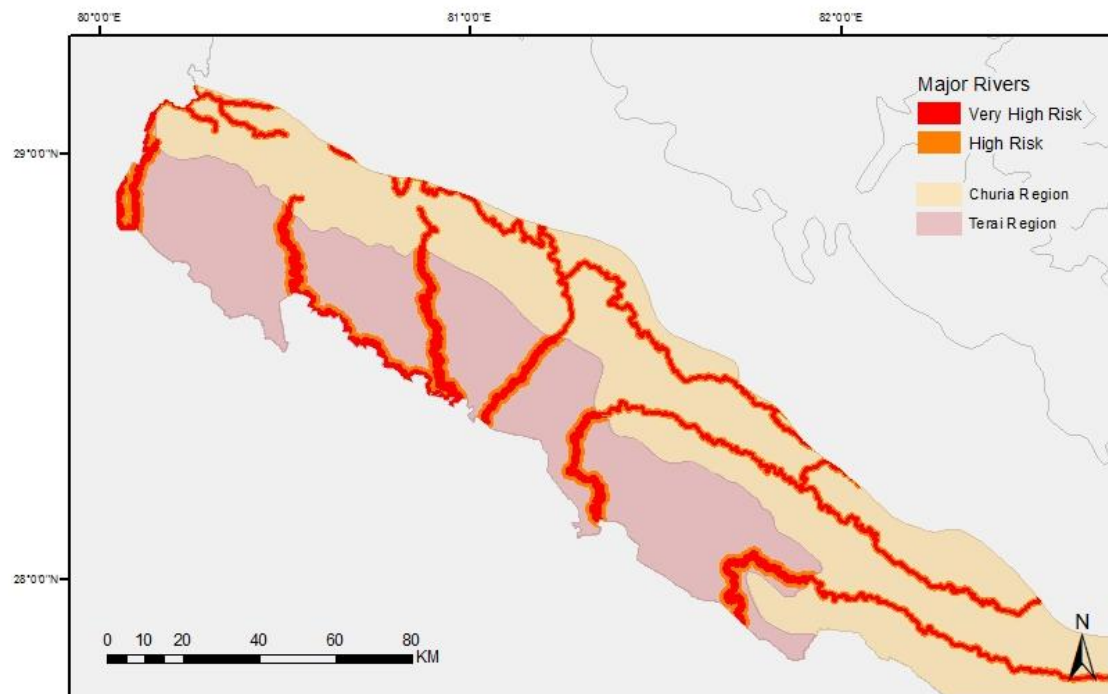 80°0'0"E
81°0'0"E
82°0'0"E
Major Rivers
Very High Risk
High Risk
Churia Region
Terai Region
29°0'0"N
28°0'0"N
N
0 10 20 40 60 80
KM